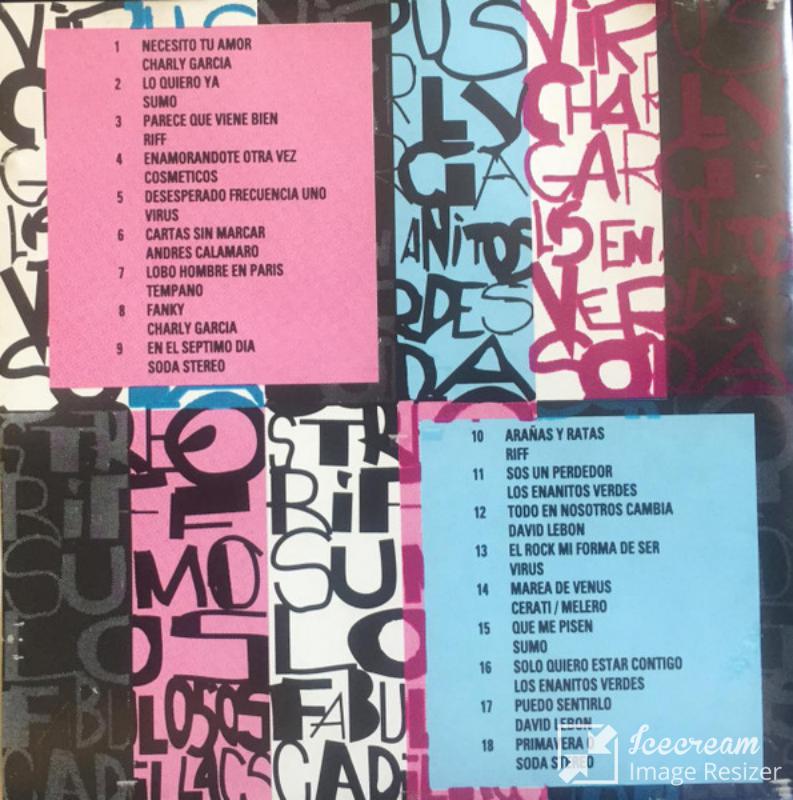 1 NECESITO TU AMOR
CHARLY GARCIA
2 LO QUIERO YA
SUMO
3 PARECE QUE VIENE BIEN
RIFF
4 ENAMORANDOTE OTRA VEZ
COSMETICOS
5 DESESPERADO FRECUENCIA UNO
VIRUS
6 CARTAS SIN MARCAR
ANDRES CALAMARO
7 LOBO HOMBRE EN PARIS
TEMPANO
8 FANKY
CHARLY GARCIA
9 EN EL SEPTIMO DIA
SODA STEREO
10 ARAÑAS Y RATAS
RIFF
11 SOS UN PERDEDOR
LOS ENANITOS VERDES
12 TODO EN NOSOTROS CAMBIA
DAVID LEBON
13 EL ROCK MI FORMA DE SER
VIRUS
14 MAREA DE VENUS
CERATI / MELERO
15 QUE ME PISEN
SUMO
16 SOLO QUIERO ESTAR CONTIGO
LOS ENANITOS VERDES
17 PUEDO SENTIRLO
DAVID LEBON
18 PRIMAVERA 0
SODA STEREO
Icecream
Image Resizer